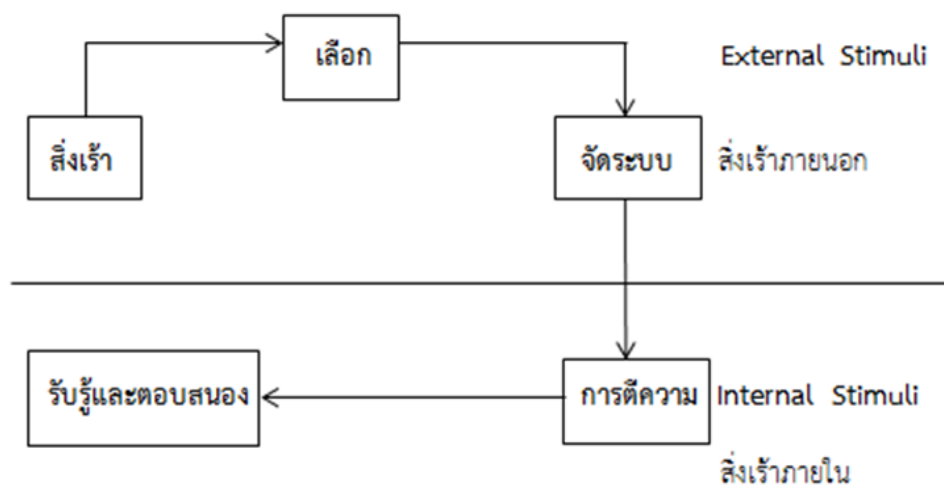 เลือก
External Stimuli
สิ่งเร้า
จัดระบบ
สิ่งเร้าภายนอก
รับรู้และตอบสนอง
การตีความ
Internal Stimuli
สิ่งเร้าภายใน